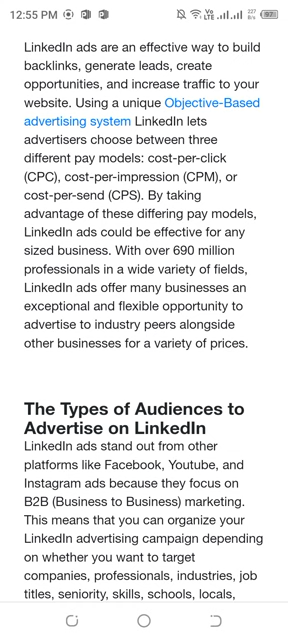 12:55 PM
Vo
LTE
227
B/s
97
LinkedIn ads are an effective way to build
backlinks, generate leads, create
opportunities, and increase traffic to your
website. Using a unique Objective-Based
advertising system LinkedIn lets
advertisers choose between three
different pay models: cost-per-click
(CPC), cost-per-impression (CPM), or
cost-per-send (CPS). By taking
advantage of these differing pay models,
LinkedIn ads could be effective for any
sized business. With over 690 million
professionals in a wide variety of fields,
LinkedIn ads offer many businesses an
exceptional and flexible opportunity to
advertise to industry peers alongside
other businesses for a variety of prices.
The Types of Audiences to
Advertise on LinkedIn
LinkedIn ads stand out from other
platforms like Facebook, Youtube, and
Instagram ads because they focus on
B2B (Business to Business) marketing.
This means that you can organize your
LinkedIn advertising campaign depending
on whether you want to target
companies, professionals, industries, job
titles, seniority, skills, schools, locals,